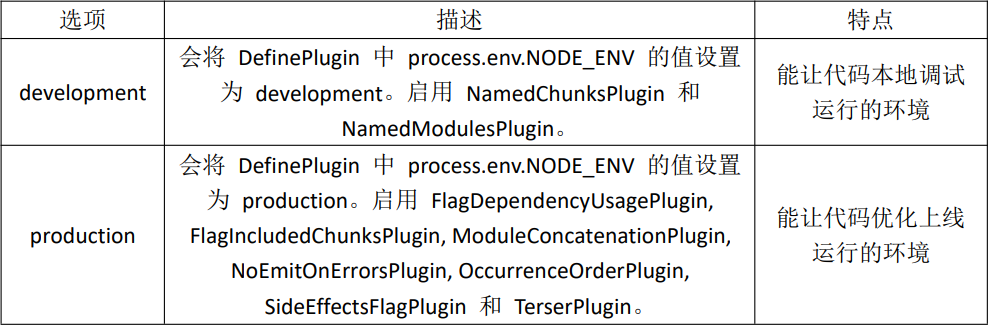 选项 描述 特点
development
会将 DefinePlugin 中 process.env.NODE_ENV 的值设置
为 development。启用 NamedChunksPlugin 和
NamedModulesPlugin。
能让代码本地调试
运行的环境
production
会将 DefinePlugin 中 process.env.NODE_ENV 的值设置
为 production。启用 FlagDependencyUsagePlugin,
FlagIncludedChunksPlugin, ModuleConcatenationPlugin,
NoEmitOnErrorsPlugin, OccurrenceOrderPlugin,
SideEffectsFlagPlugin 和 TerserPlugin。
能让代码优化上线
运行的环境